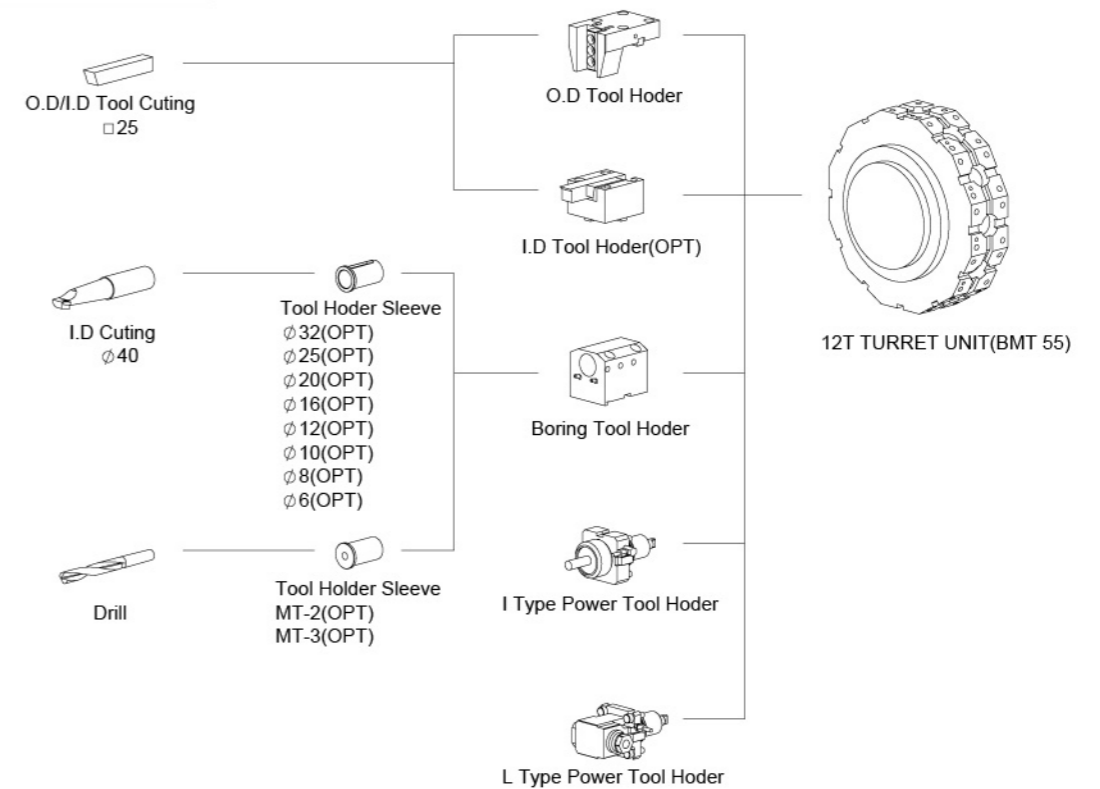 O.D/I.D Tool Cuting
□25
O.D Tool Hoder
I.D Tool Hoder(OPT)
12T TURRET UNIT(BMT 55)
I.D Cuting
∅40
Tool Hoder Sleeve
∅32(OPT)
∅25(OPT)
∅20(OPT)
∅16(OPT)
∅12(OPT)
∅10(OPT)
∅8(OPT)
∅6(OPT)
Boring Tool Hoder
Drill
Tool Holder Sleeve
MT-2(OPT)
MT-3(OPT)
I Type Power Tool Hoder
L Type Power Tool Hoder